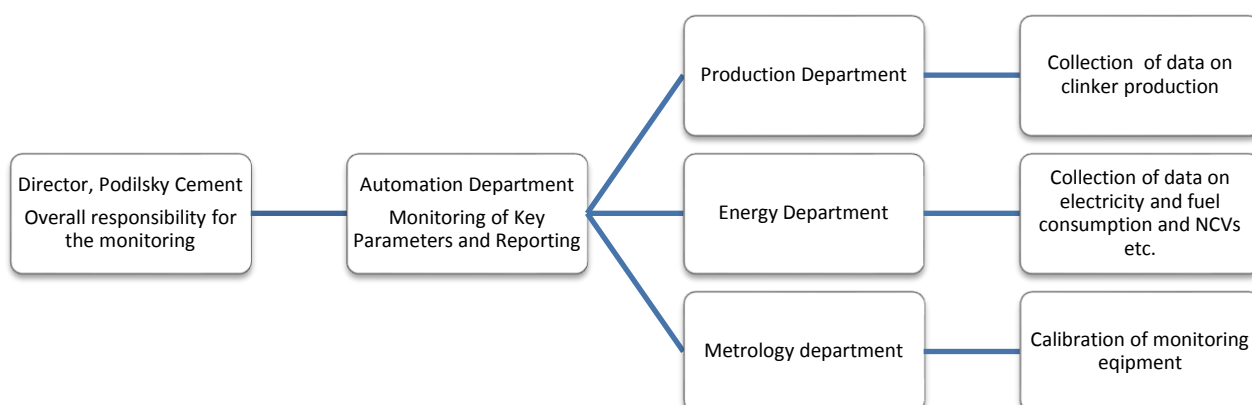 Director, Podilsky Cement
Overall responsibility for
the monitoring
Automation Department
Monitoring of Key
Parameters and Reporting
Production Department
Collection of data on
clinker production
Energy Department
Collection of data on
electricity and fuel
consumption and NCVs
etc.
Metrology department
Calibration of monitoring
eqipment